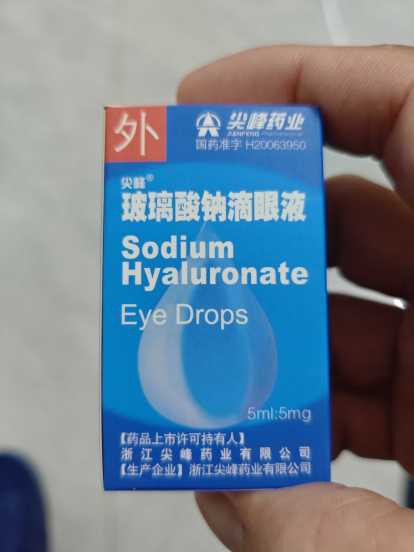 外
尖峰药业
国药准字 H20063950
尖峰®
玻璃酸钠滴眼液
Sodium
Hyaluronate
Eye Drops
5ml:5mg
【药品上市许可持有人】
浙江尖峰药业有限公司
【生产企业】浙江尖峰药业有限公司